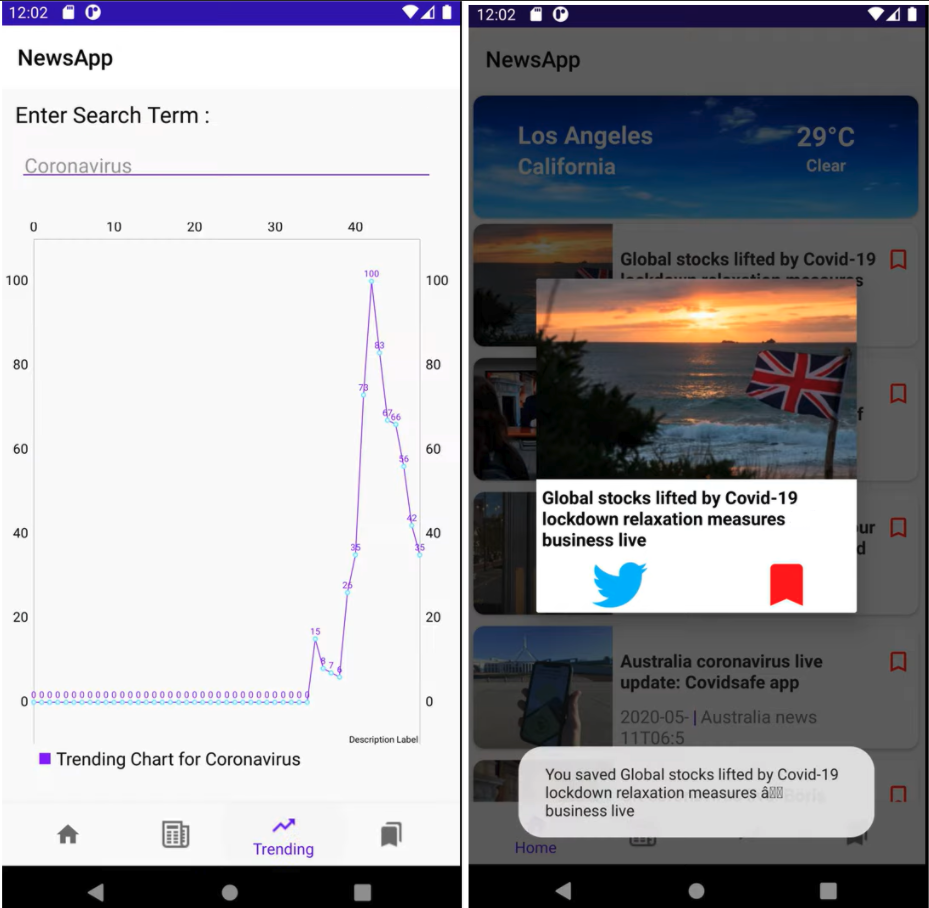 12:02
NewsApp
Enter Search Term :
Coronavirus
0 10 20 30 40
100 100
80 80
60 60
40 40
20 20
0 0
0 0 0 0 0 0 0 0 0 0 0 0 0 0 0 0 0 0 0 0 0 0 0 0 0 0 0 0 0 0 0 0 0 0 0 15 8 7 6 26 35 73 100 83 67 66 56 42 35
Description Label
Trending Chart for Coronavirus
Trending
12:02
NewsApp
Los Angeles 29°C
California Clear
Global stocks lifted by Covid-19
lockdown relaxation measures
f
Global stocks lifted by Covid-19
lockdown relaxation measures
business live
ur
d
Australia coronavirus live
update: Covidsafe app
2020-05- | Australia news
11T06:5
Boris
You saved Global stocks lifted by Covid-19
lockdown relaxation measures â
business live
Home